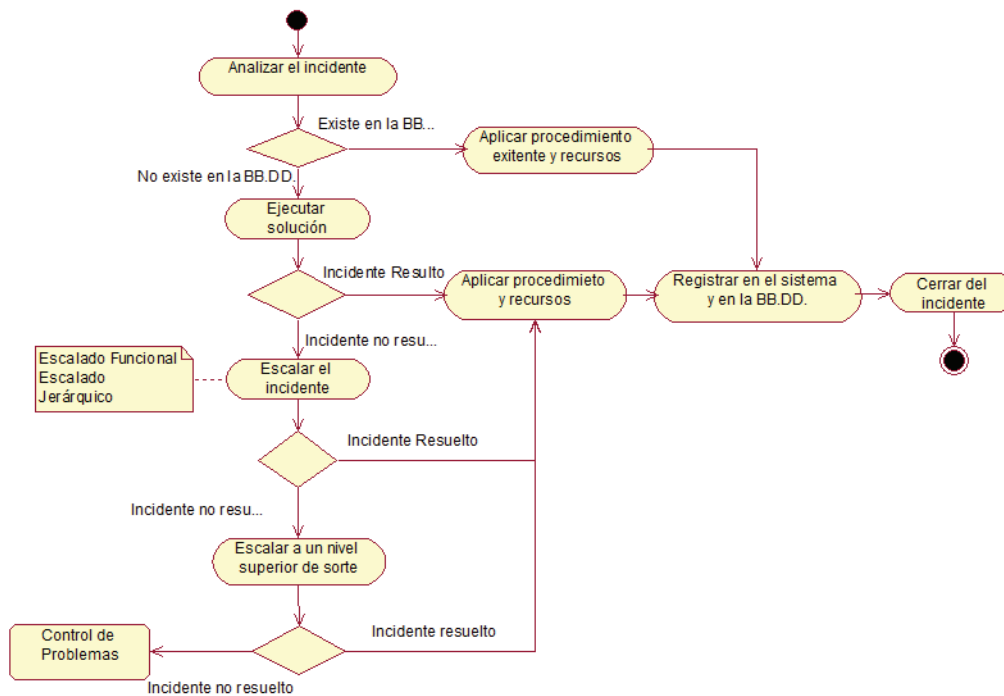 Analizar el incidente
Existe en la BB...
Aplicar procedimiento
exitente y recursos
No existe en la BB.DD.
Ejecutar
solución
Incidente Resulto
Aplicar procedimieto
y recursos
Registrar en el sistema
y en la BB.DD.
Cerrar del
incidente
Incidente no resu...
Escalado Funcional
Escalado
Jerárquico
Escalar el
incidente
Incidente Resuelto
Incidente no resu...
Escalar a un nivel
superior de sorte
Control de
Problemas
Incidente resuelto
Incidente no resuelto